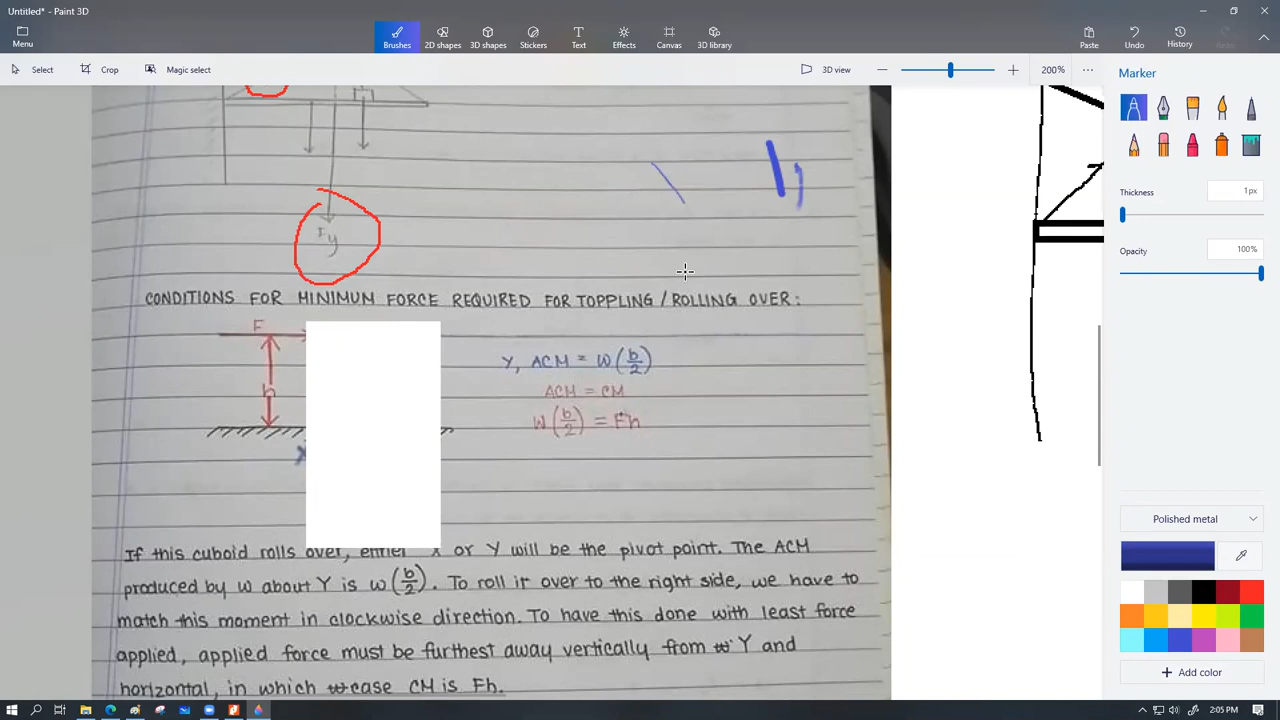 Untitled* - Paint 3D
Menu
Brushes
2D shapes
3D shapes
Stickers
Text
Effects
Canvas
3D library
Paste
Undo
History
Redo
Select
Crop
Magic select
3D view
200%
Marker
Thickness
1px
Opacity
100%
Polished metal
Add color
Fy
CONDITIONS FOR MINIMUM FORCE REQUIRED FOR TOPPLING / ROLLING OVER:
F
h
X
Y, ACM = W(b/2)
ACM = CM
W(b/2) = Fh
If this cuboid rolls over, either X or Y will be the pivot point. The ACM
produced by w about Y is w(b/2). To roll it over to the right side, we have to
match this moment in clockwise direction. To have this done with least force
applied, applied force must be furthest away vertically from Y and
horizontal, in which case CM is Fh.
2:05 PM